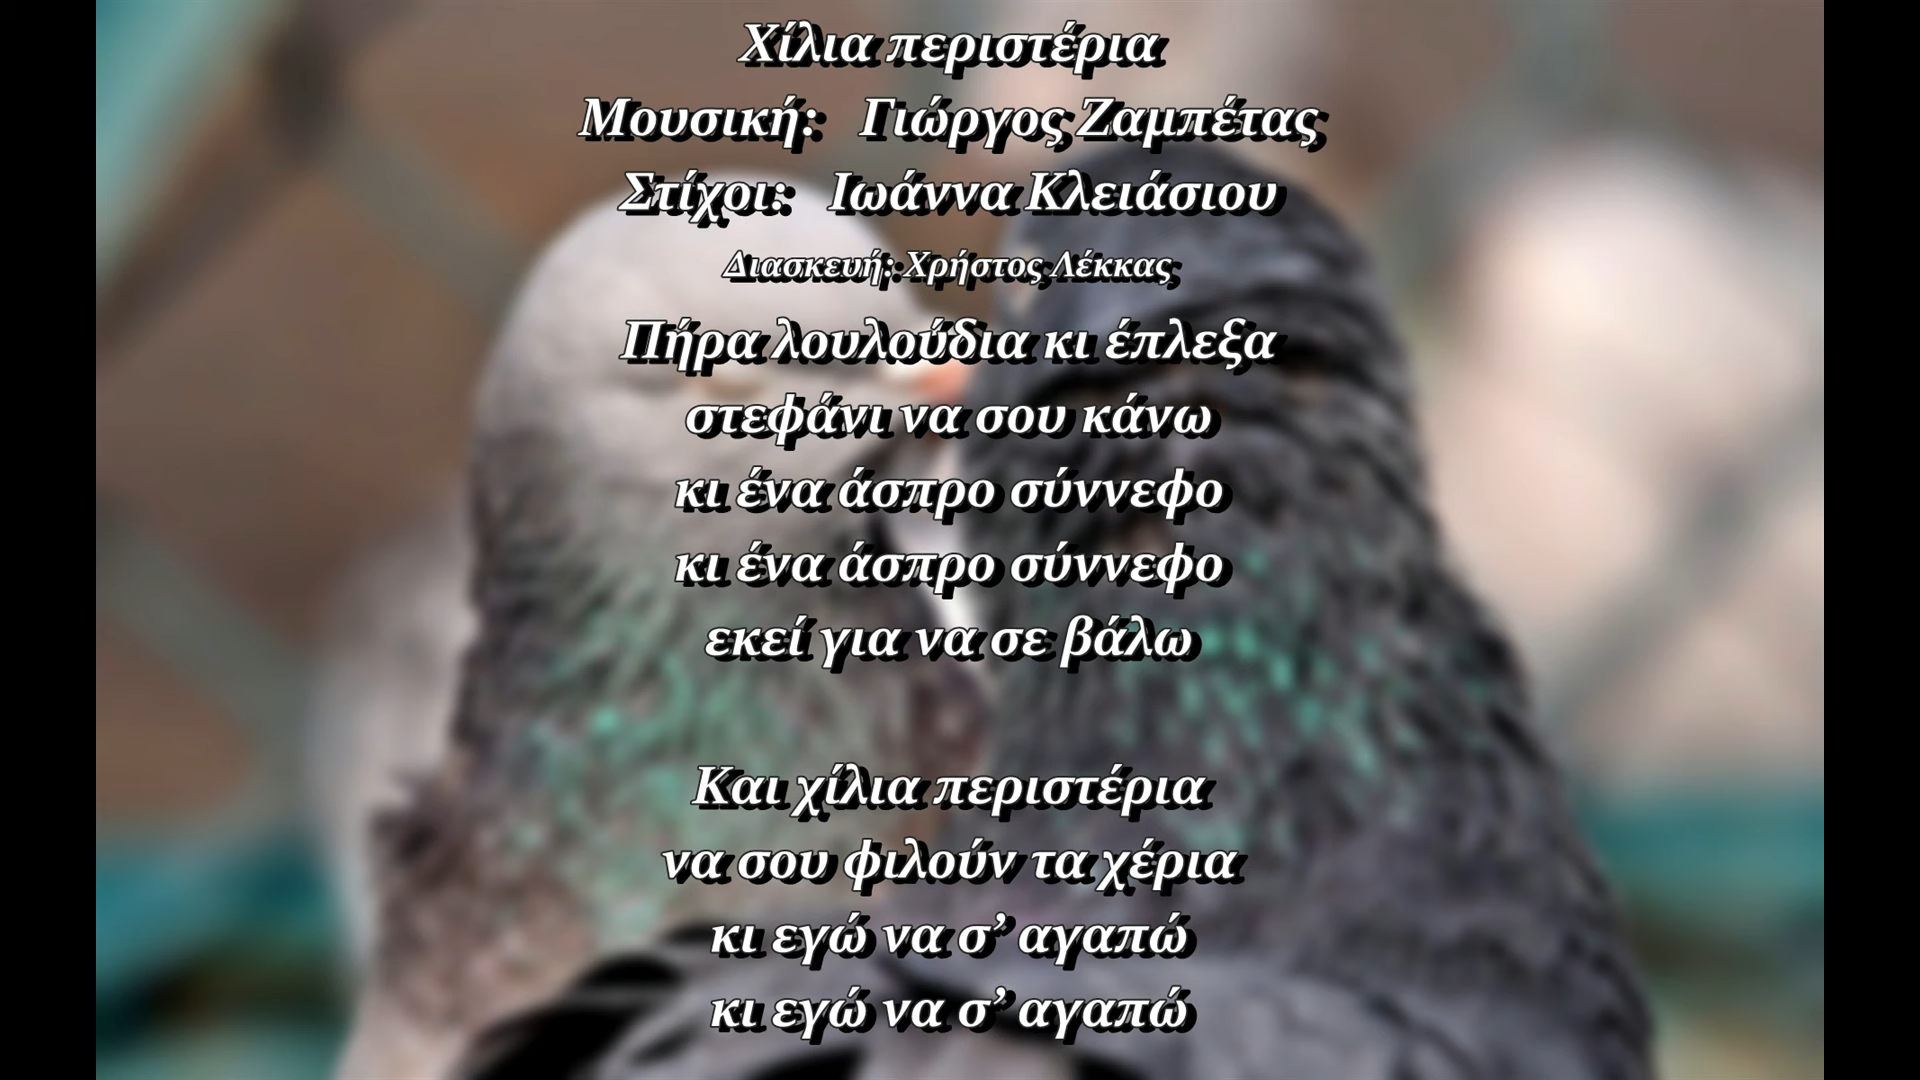 Χίλια περιστέρια
Μουσική: Γιώργος Ζαμπέτας
Στίχοι: Ιωάννα Κλειάσιου
Διασκευή: Χρήστος Λέκκας
Πήρα λουλούδια κι έπλεξα
στεφάνι να σου κάνω
κι ένα άσπρο σύννεφο
κι ένα άσπρο σύννεφο
εκεί για να σε βάλω
Και χίλια περιστέρια
να σου φιλούν τα χέρια
κι εγώ να σ’ αγαπώ
κι εγώ να σ’ αγαπώ